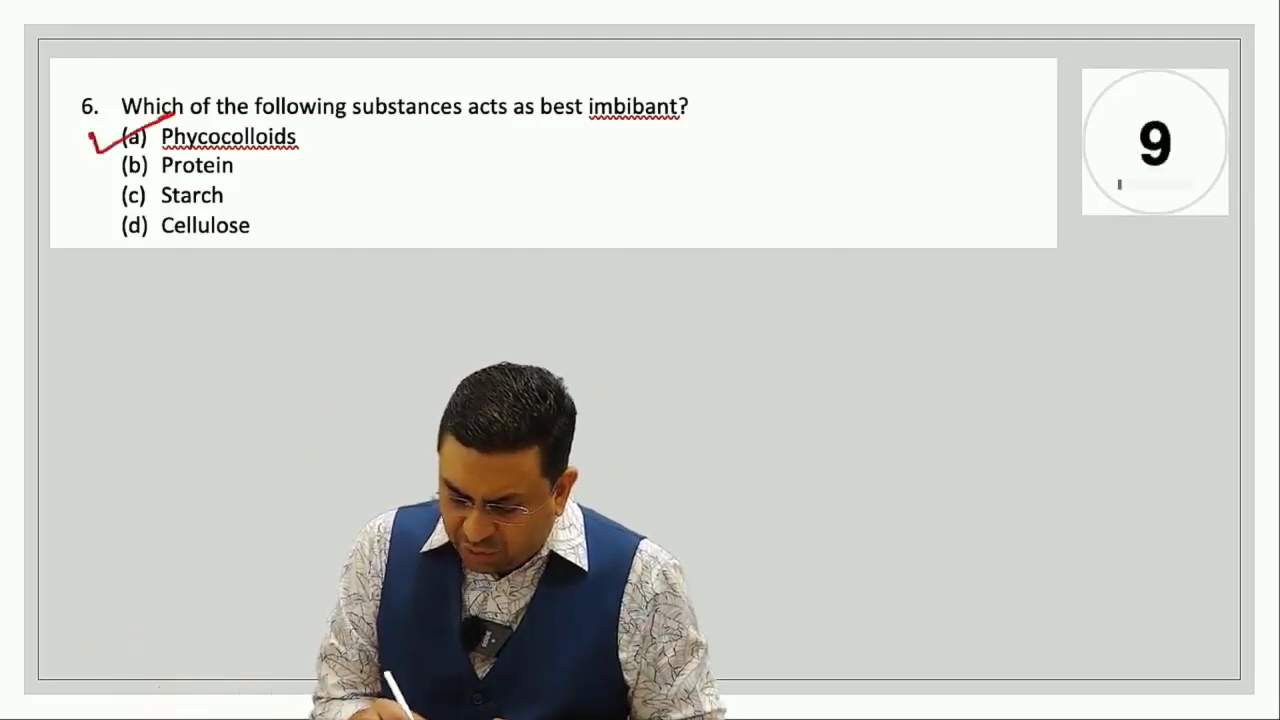 6. Which of the following substances acts as best imbibant?
(a) Phycocolloids
(b) Protein
(c) Starch
(d) Cellulose
9